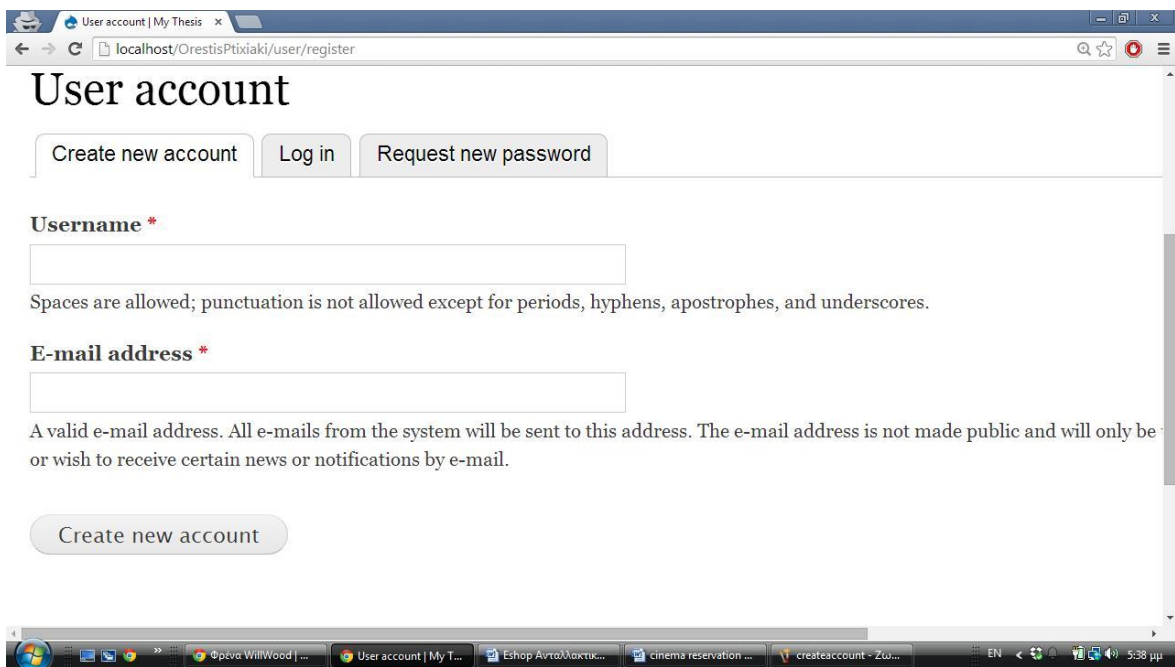 User account | My Thesis
localhost/OrestisPtixiaki/user/register
User account
Create new account
Log in
Request new password
Username *
Spaces are allowed; punctuation is not allowed except for periods, hyphens, apostrophes, and underscores.
E-mail address *
A valid e-mail address. All e-mails from the system will be sent to this address. The e-mail address is not made public and will only be
or wish to receive certain news or notifications by e-mail.
Create new account
Φρένα WillWood | ...
User account | My T...
Eshop Ανταλλακτικ...
cinema reservation ...
createaccount - Ζω...
EN
5:38 μμ